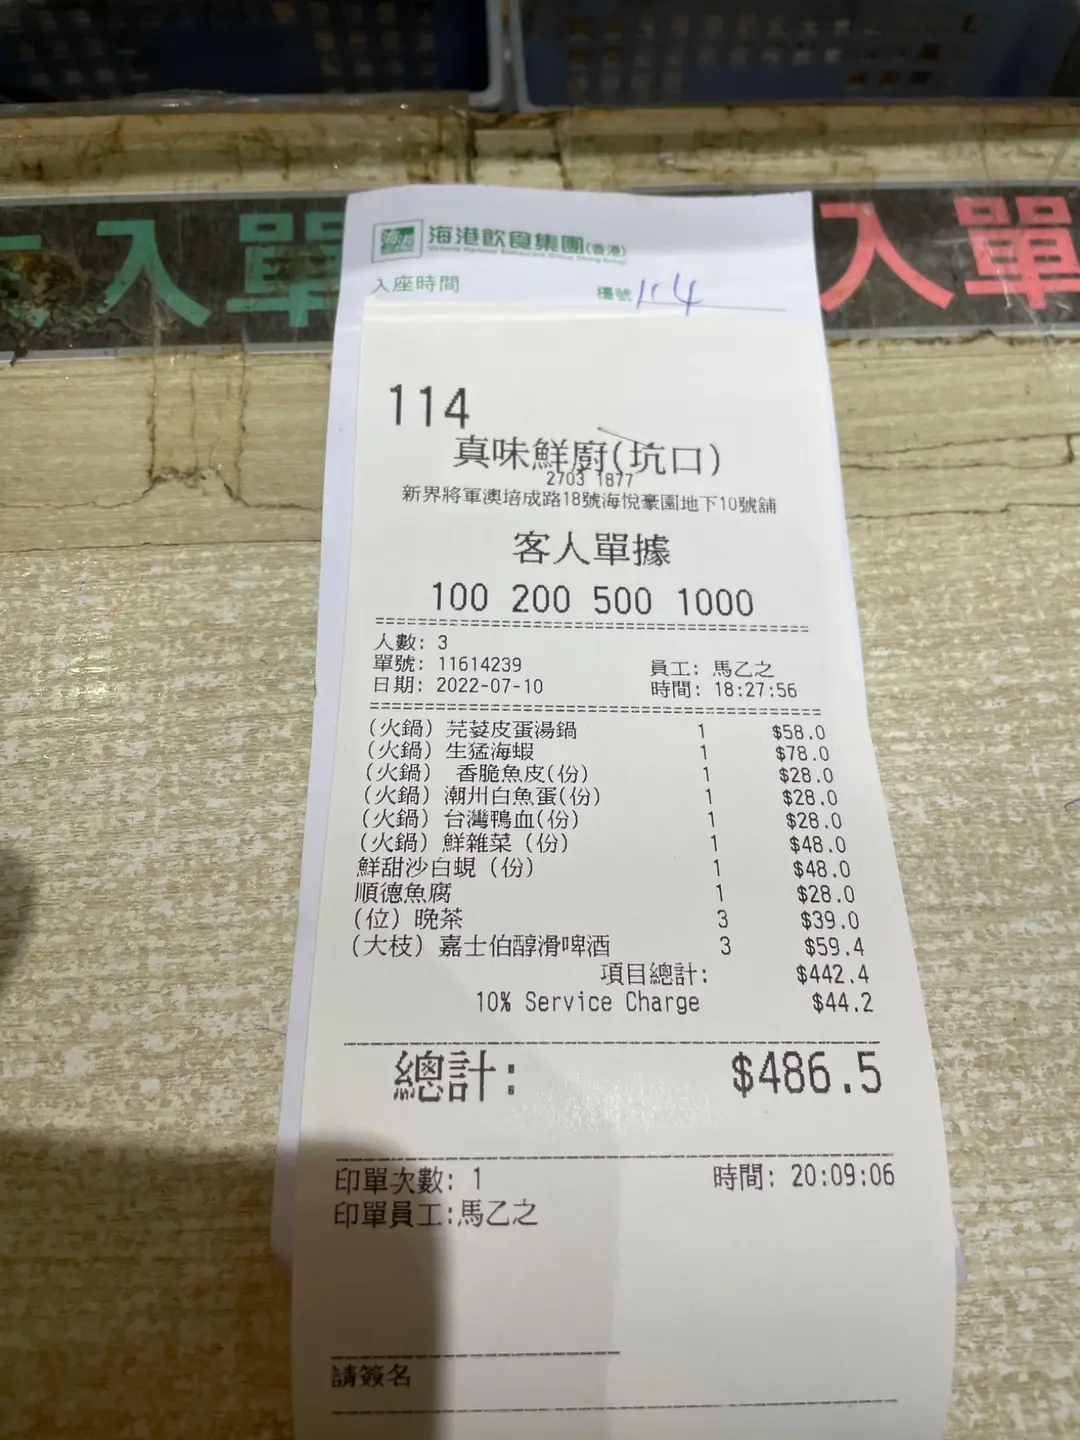 入單
入單
海港飲食集團(香港)
Victoria Harbour Restaurant Group (Hong Kong)
入座時間
檯號 114
114
真味鮮廚(坑口)
2703 1877
新界將軍澳培成路18號海悅豪園地下10號舖
客人單據
100 200 500 1000
人數: 3
單號: 11614239 員工: 馬乙之
日期: 2022-07-10 時間: 18:27:56
(火鍋) 芫荽皮蛋湯鍋 1 $58.0
(火鍋) 生猛海蝦 1 $78.0
(火鍋) 香脆魚皮(份) 1 $28.0
(火鍋) 潮州白魚蛋(份) 1 $28.0
(火鍋) 台灣鴨血(份) 1 $28.0
(火鍋) 鮮雜菜 (份) 1 $48.0
鮮甜沙白蜆 (份) 1 $48.0
順德魚腐 1 $28.0
(位) 晚茶 3 $39.0
(大枝) 嘉士伯醇滑啤酒 3 $59.4
項目總計: $442.4
10% Service Charge $44.2
總計: $486.5
印單次數: 1 時間: 20:09:06
印單員工:馬乙之
請簽名